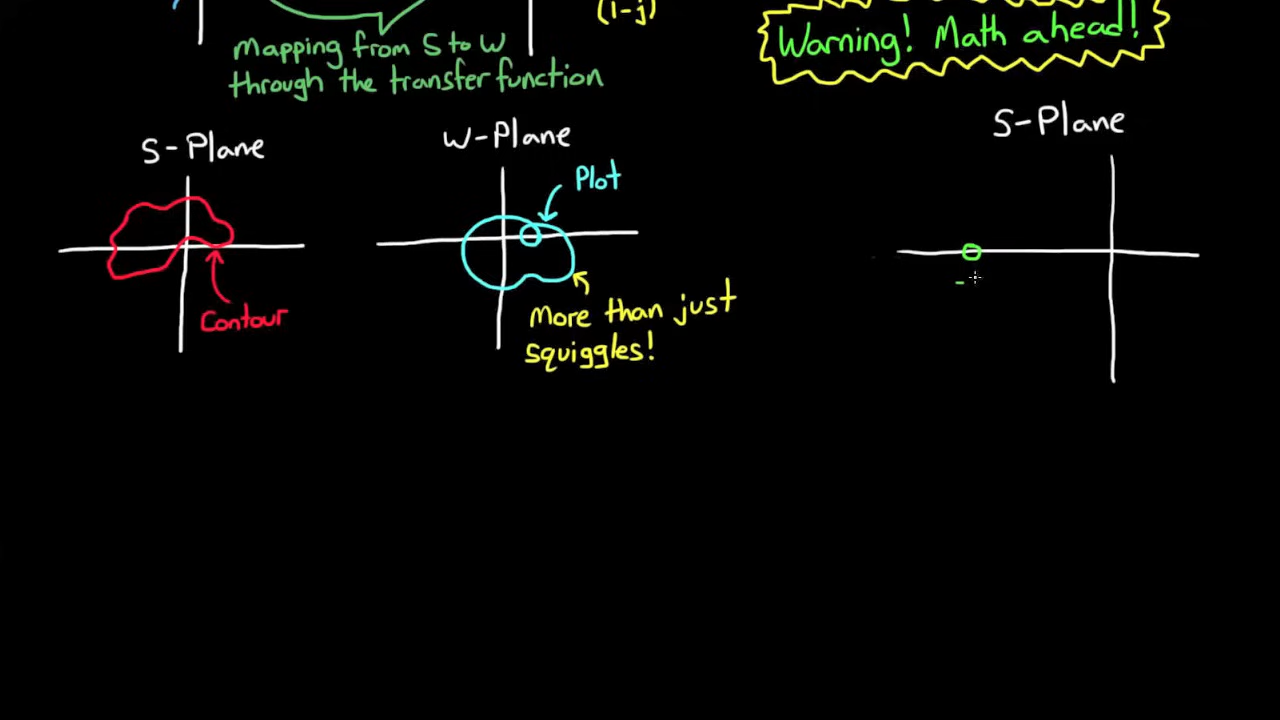 (1-j)
Mapping from S to W
through the transfer function
Warning! Math ahead!
S-Plane
Contour
W-Plane
Plot
More than just
squiggles!
S-Plane
-